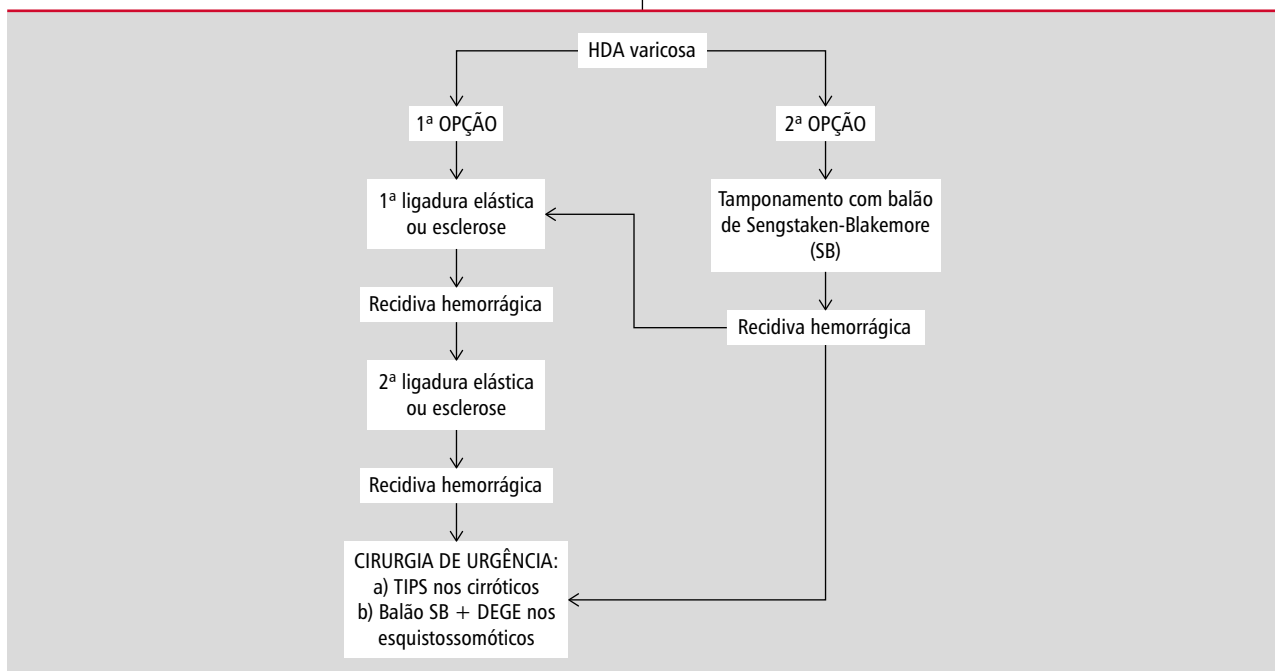 HDA varicosa
1ª OPÇÃO
2ª OPÇÃO
1ª ligadura elástica
ou esclerose
Tamponamento com balão
de Sengstaken-Blakemore
(SB)
Recidiva hemorrágica
Recidiva hemorrágica
2ª ligadura elástica
ou esclerose
Recidiva hemorrágica
CIRURGIA DE URGÊNCIA:
a) TIPS nos cirróticos
b) Balão SB + DEGE nos
esquistossomóticos